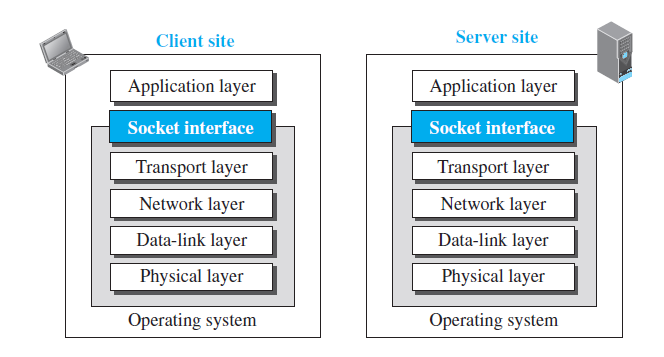 Client site
Application layer
Socket interface
Transport layer
Network layer
Data-link layer
Physical layer
Operating system
Server site
Application layer
Socket interface
Transport layer
Network layer
Data-link layer
Physical layer
Operating system